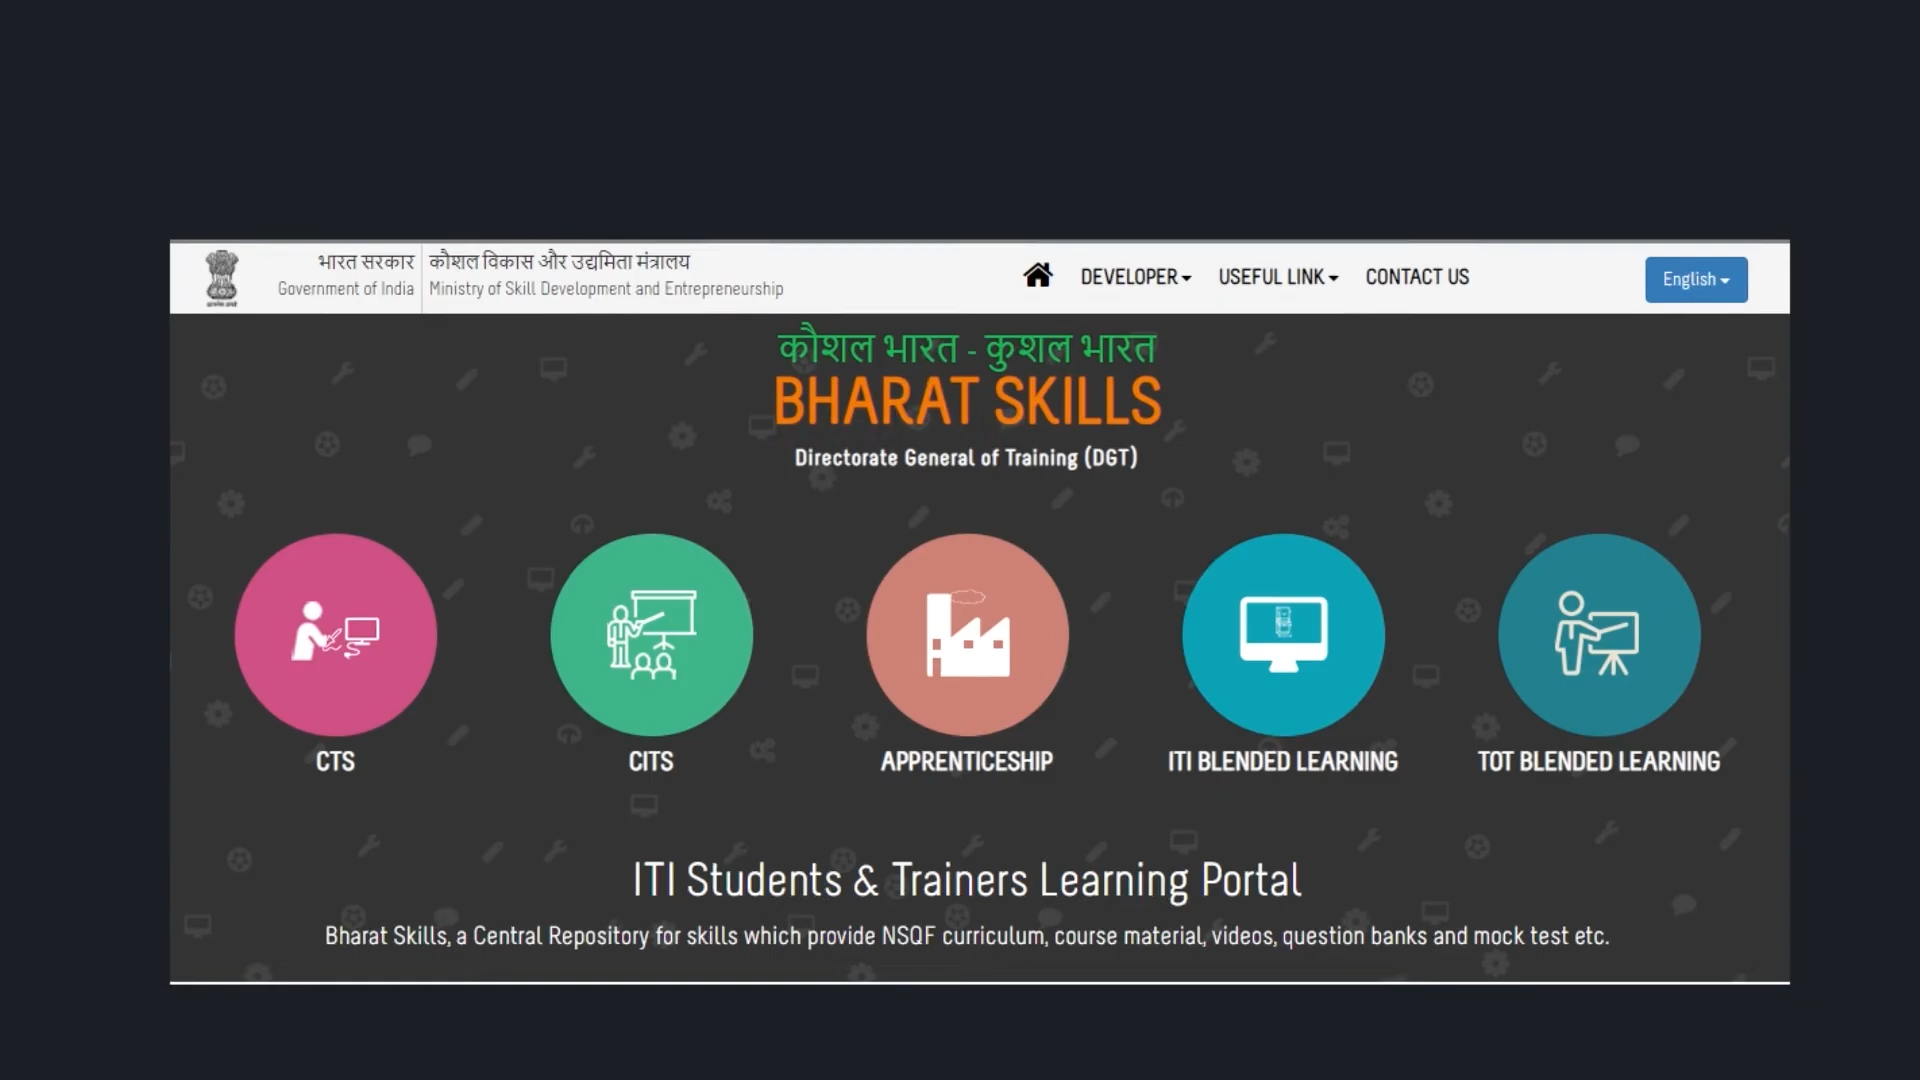 भारत सरकार
Government of India
कौशल विकास और उद्यमिता मंत्रालय
Ministry of Skill Development and Entrepreneurship
DEVELOPER
USEFUL LINK
CONTACT US
English
कौशल भारत - कुशल भारत
BHARAT SKILLS
Directorate General of Training (DGT)
CTS
CITS
APPRENTICESHIP
ITI BLENDED LEARNING
TOT BLENDED LEARNING
ITI Students & Trainers Learning Portal
Bharat Skills, a Central Repository for skills which provide NSQF curriculum, course material, videos, question banks and mock test etc.